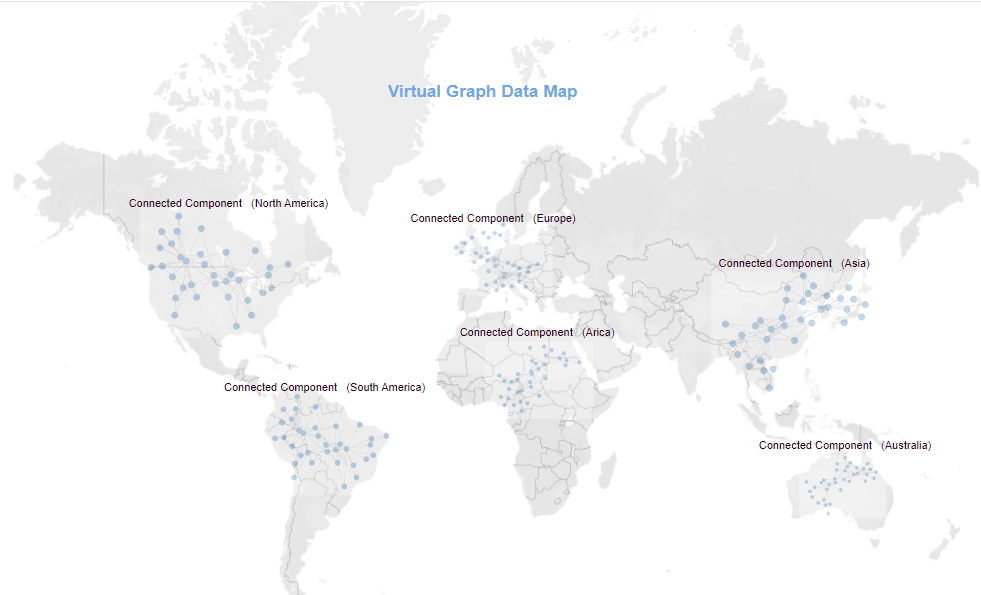 Virtual Graph Data Map
Connected Component （North America)
Connected Component （Europe)
Connected Component （Asia)
Connected Component （Arica)
Connected Component （South America)
Connected Component （Australia)